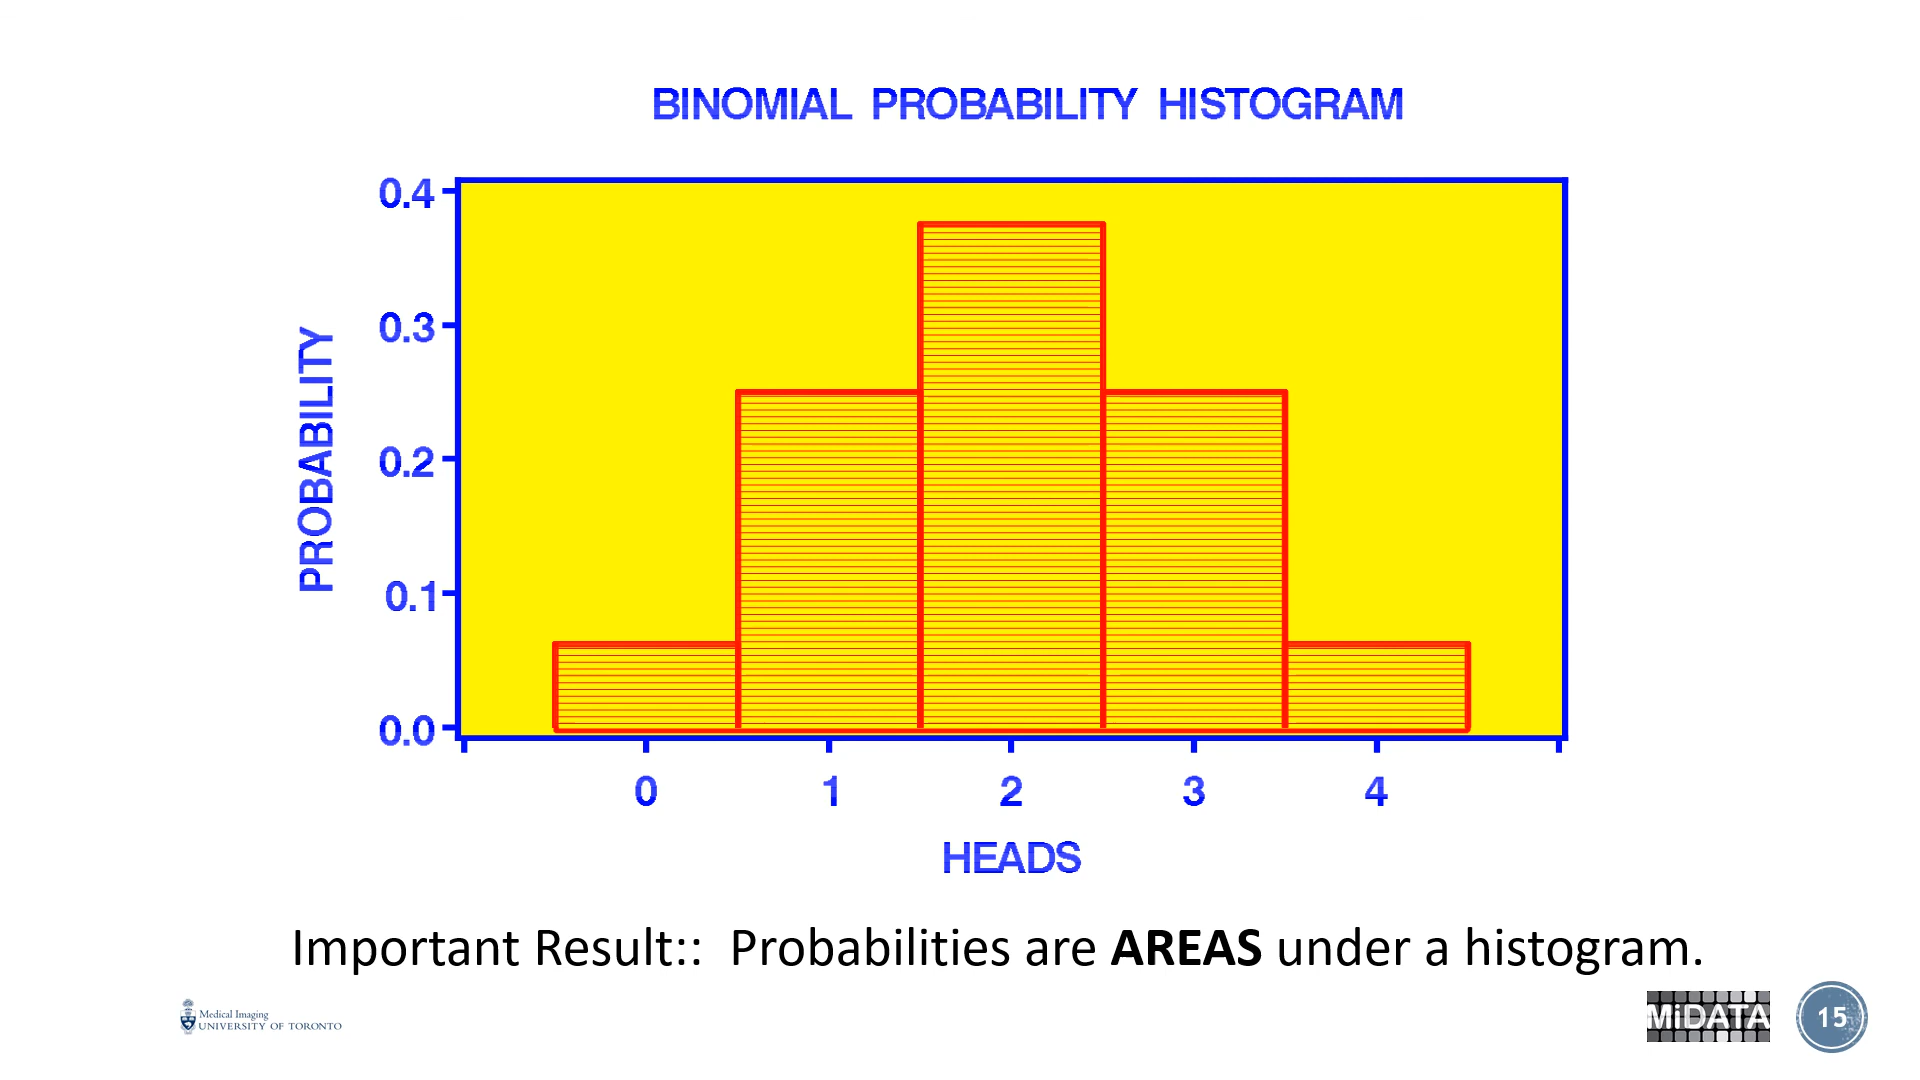 BINOMIAL PROBABILITY HISTOGRAM
0.4
0.3
0.2
0.1
0.0
PROBABILITY
0 1 2 3 4
HEADS
Important Result:: Probabilities are AREAS under a histogram.
Medical Imaging
UNIVERSITY OF TORONTO
MiDATA
15